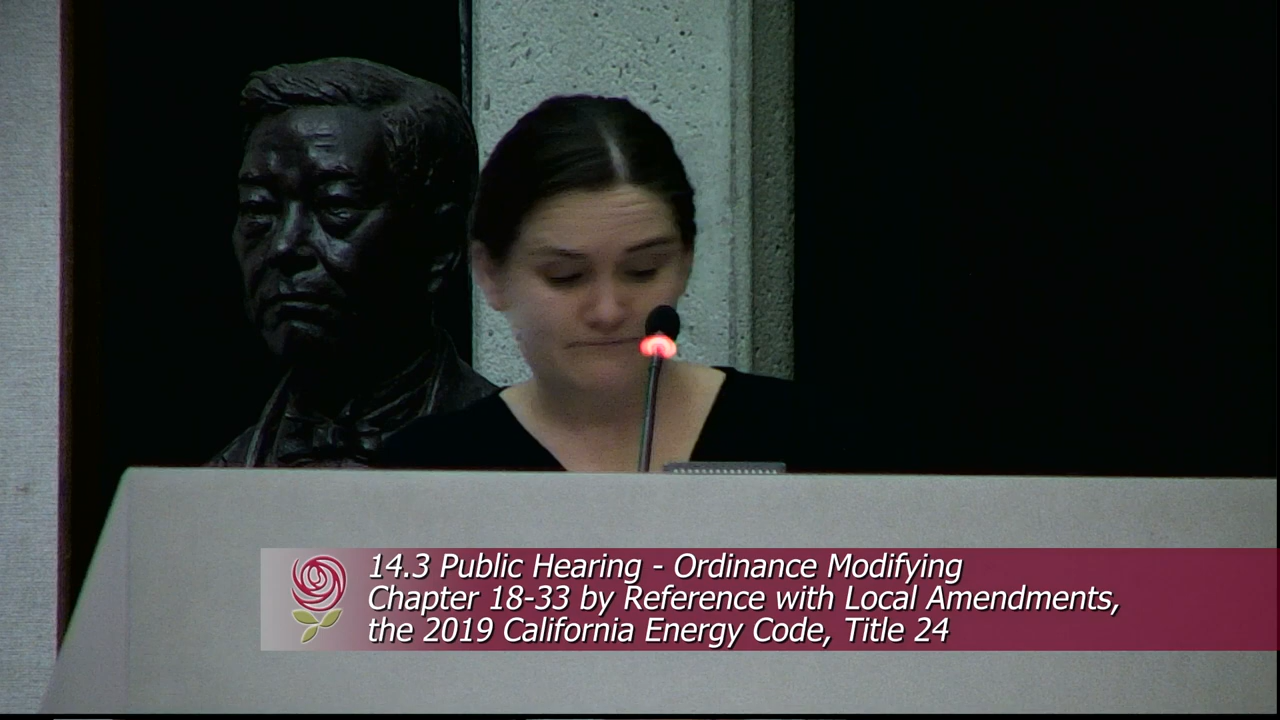 14.3 Public Hearing - Ordinance Modifying
Chapter 18-33 by Reference with Local Amendments,
the 2019 California Energy Code, Title 24